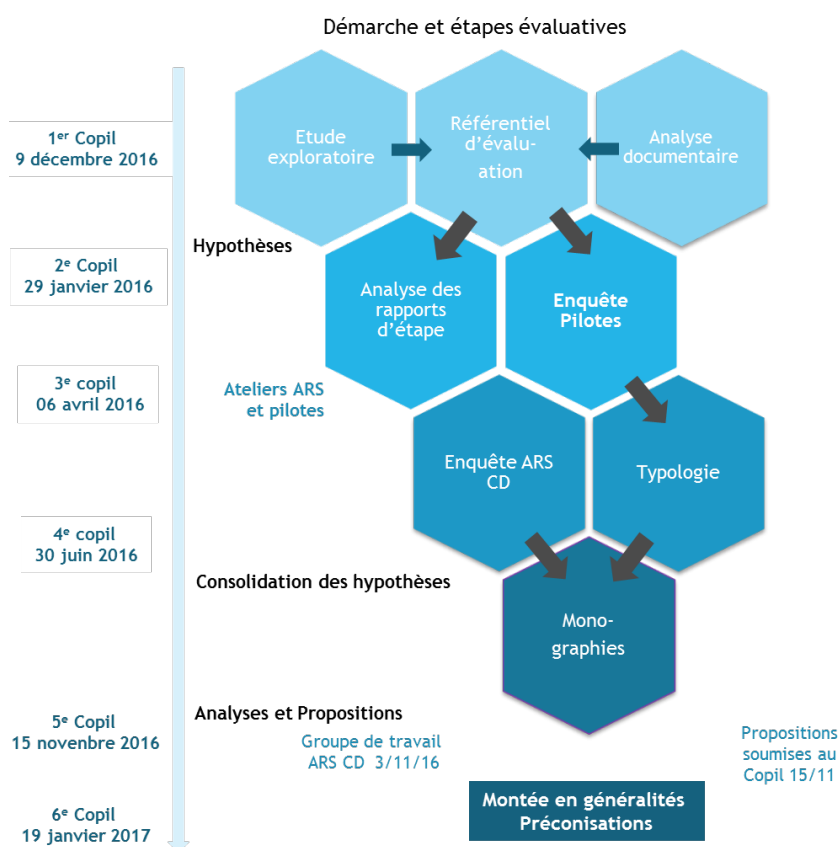 Démarche et étapes évaluatives
1er Copil
9 décembre 2016
Etude
exploratoire
Référentiel
d'évalu-
ation
Analyse
documentaire
Hypothèses
2e Copil
29 janvier 2016
Analyse des
rapports
d'étape
Enquête
Pilotes
3e copil
06 avril 2016
Ateliers ARS
et pilotes
Enquête ARS
CD
Typologie
4e copil
30 juin 2016
Consolidation des hypothèses
Mono-
graphies
Analyses et Propositions
5e Copil
15 novenbre 2016
Groupe de travail
ARS CD 3/11/16
Propositions
soumises au
Copil 15/11
Montée en généralités
Préconisations
6e Copil
19 janvier 2017